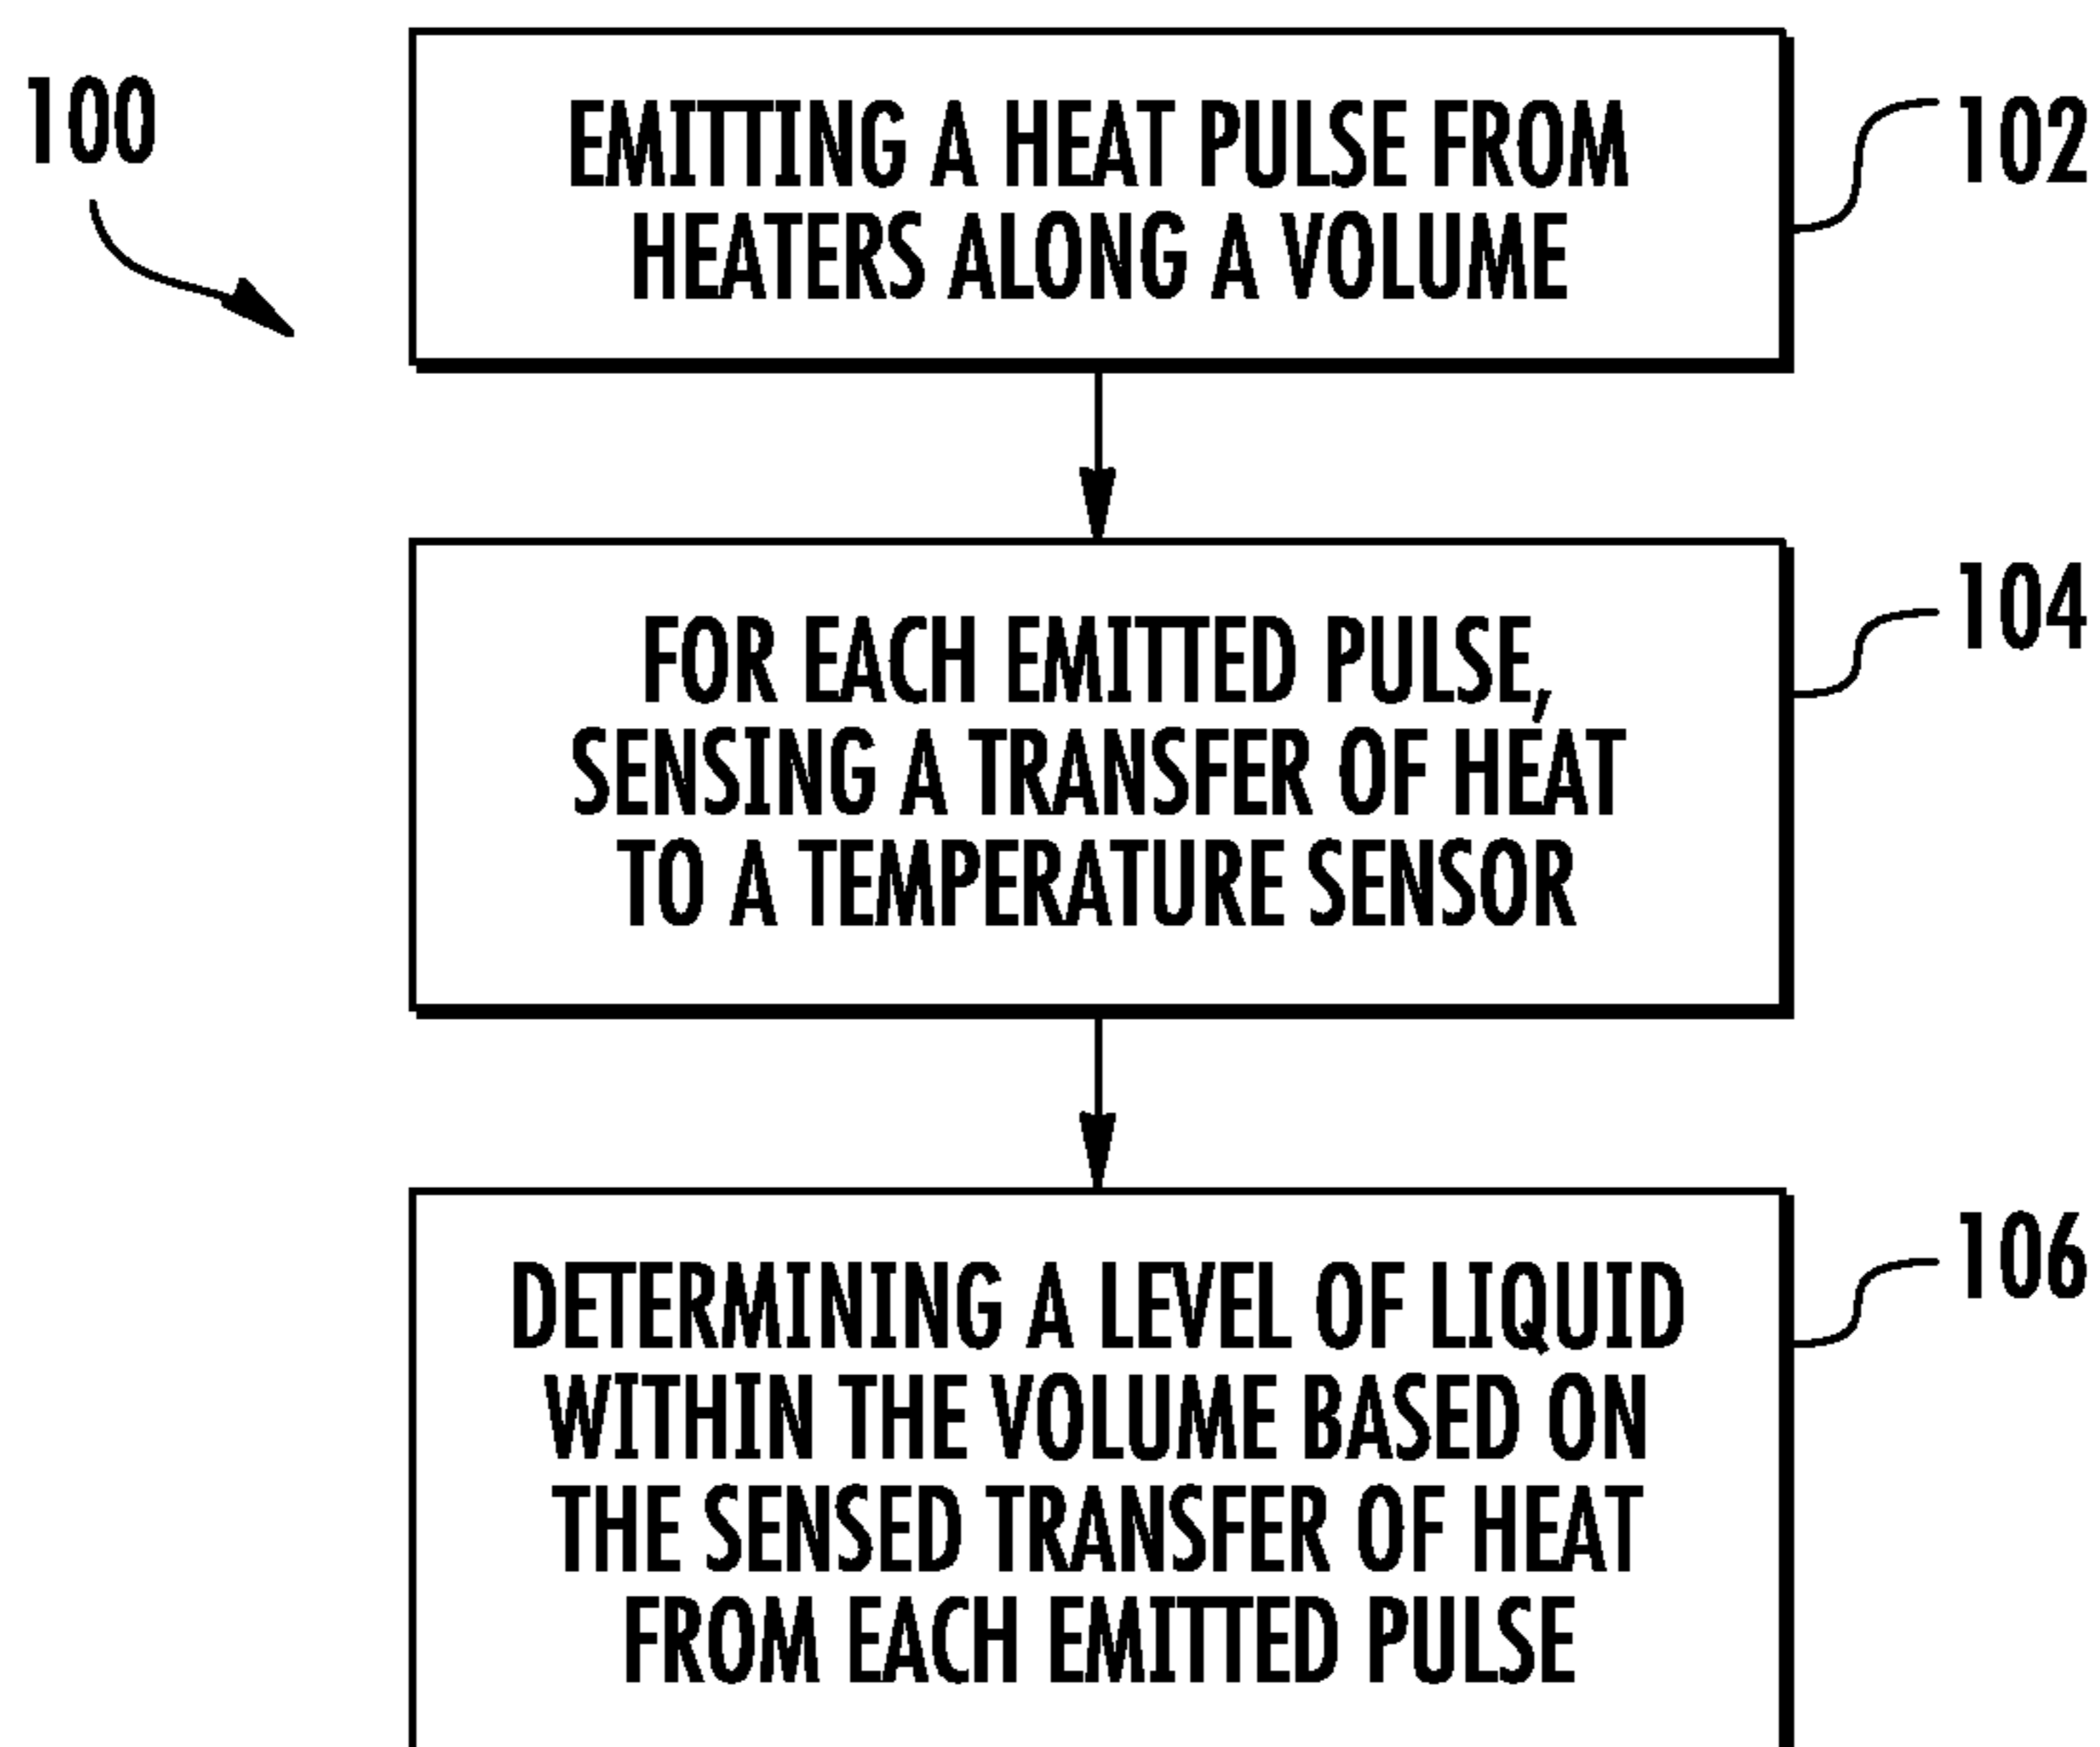 100
EMITTING A HEAT PULSE FROM
HEATERS ALONG A VOLUME
102
FOR EACH EMITTED PULSE,
SENSING A TRANSFER OF HEAT
TO A TEMPERATURE SENSOR
104
DETERMINING A LEVEL OF LIQUID
WITHIN THE VOLUME BASED ON
THE SENSED TRANSFER OF HEAT
FROM EACH EMITTED PULSE
106